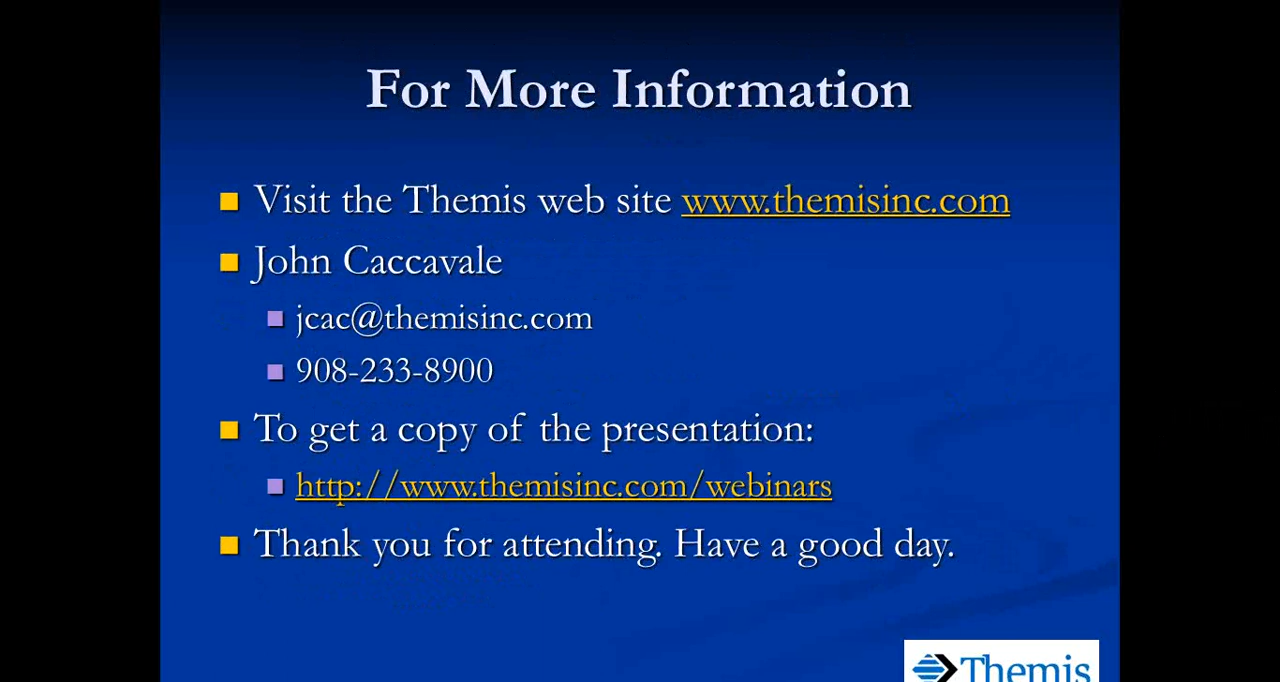 For More Information
Visit the Themis web site www.themisinc.com
John Caccavale
jcac@themisinc.com
908-233-8900
To get a copy of the presentation:
http://www.themisinc.com/webinars
Thank you for attending. Have a good day.
Themis